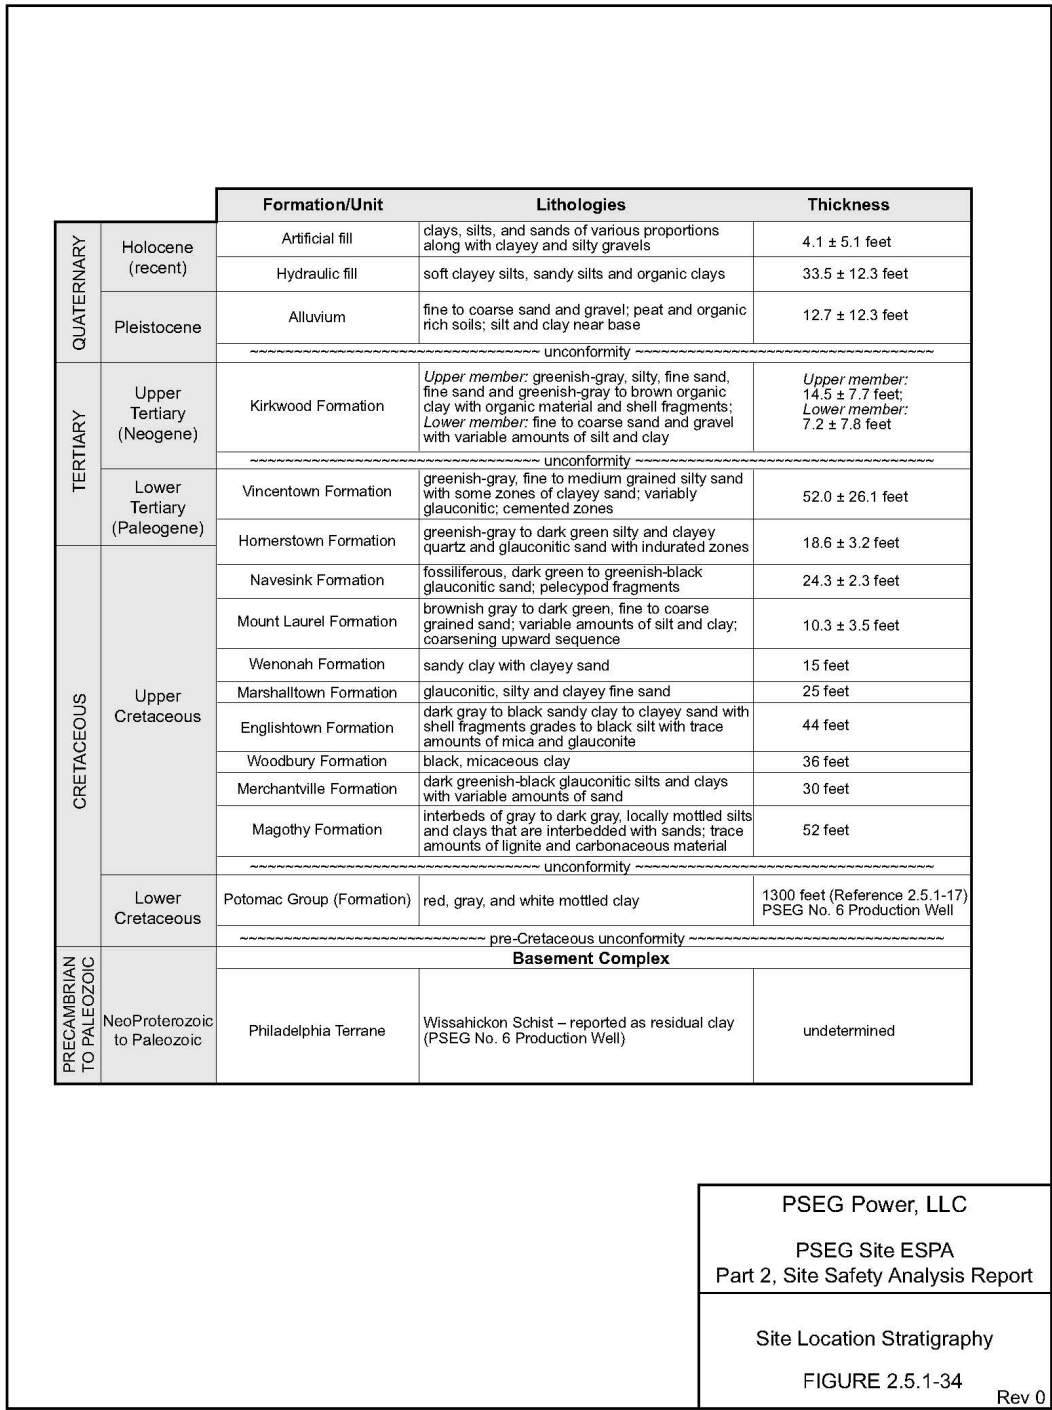 Formation/Unit Lithologies Thickness
QUATERNARY
Holocene
(recent)
Artificial fill
clays, silts, and sands of various proportions
along with clayey and silty gravels
4.1 ± 5.1 feet
Hydraulic fill
soft clayey silts, sandy silts and organic clays
33.5 ± 12.3 feet
Pleistocene
Alluvium
fine to coarse sand and gravel; peat and organic
rich soils; silt and clay near base
12.7 ± 12.3 feet
~~~~~~~~~~~~~~~~~~~~~~~~~~~~~~~~~ unconformity ~~~~~~~~~~~~~~~~~~~~~~~~~~~~~~~~~~
TERTIARY
Upper
Tertiary
(Neogene)
Kirkwood Formation
Upper member: greenish-gray, silty, fine sand,
fine sand and greenish-gray to brown organic
clay with organic material and shell fragments;
Lower member: fine to coarse sand and gravel
with variable amounts of silt and clay
Upper member:
14.5 ± 7.7 feet;
Lower member:
7.2 ± 7.8 feet
~~~~~~~~~~~~~~~~~~~~~~~~~~~~~~~~~ unconformity ~~~~~~~~~~~~~~~~~~~~~~~~~~~~~~~~~~
Lower
Tertiary
(Paleogene)
Vincentown Formation
greenish-gray, fine to medium grained silty sand
with some zones of clayey sand; variably
glauconitic; cemented zones
52.0 ± 26.1 feet
Hornerstown Formation
greenish-gray to dark green silty and clayey
quartz and glauconitic sand with indurated zones
18.6 ± 3.2 feet
CRETACEOUS
Upper
Cretaceous
Navesink Formation
fossiliferous, dark green to greenish-black
glauconitic sand; pelecypod fragments
24.3 ± 2.3 feet
Mount Laurel Formation
brownish gray to dark green, fine to coarse
grained sand; variable amounts of silt and clay;
coarsening upward sequence
10.3 ± 3.5 feet
Wenonah Formation
sandy clay with clayey sand
15 feet
Marshalltown Formation
glauconitic, silty and clayey fine sand
25 feet
Englishtown Formation
dark gray to black sandy clay to clayey sand with
shell fragments grades to black silt with trace
amounts of mica and glauconite
44 feet
Woodbury Formation
black, micaceous clay
36 feet
Merchantville Formation
dark greenish-black glauconitic silts and clays
with variable amounts of sand
30 feet
Magothy Formation
interbeds of gray to dark gray, locally mottled silts
and clays that are interbedded with sands; trace
amounts of lignite and carbonaceous material
52 feet
~~~~~~~~~~~~~~~~~~~~~~~~~~~~~~~~~ unconformity ~~~~~~~~~~~~~~~~~~~~~~~~~~~~~~~~~~
Lower
Cretaceous
Potomac Group (Formation)
red, gray, and white mottled clay
1300 feet (Reference 2.5.1-17)
PSEG No. 6 Production Well
~~~~~~~~~~~~~~~~~~~~~~~~~~~~ pre-Cretaceous unconformity ~~~~~~~~~~~~~~~~~~~~~~~~~~~~~
Basement Complex
PRECAMBRIAN
TO PALEOZOIC
NeoProterozoic
to Paleozoic
Philadelphia Terrane
Wissahickon Schist – reported as residual clay
(PSEG No. 6 Production Well)
undetermined
PSEG Power, LLC
PSEG Site ESPA
Part 2, Site Safety Analysis Report
Site Location Stratigraphy
FIGURE 2.5.1-34
Rev 0